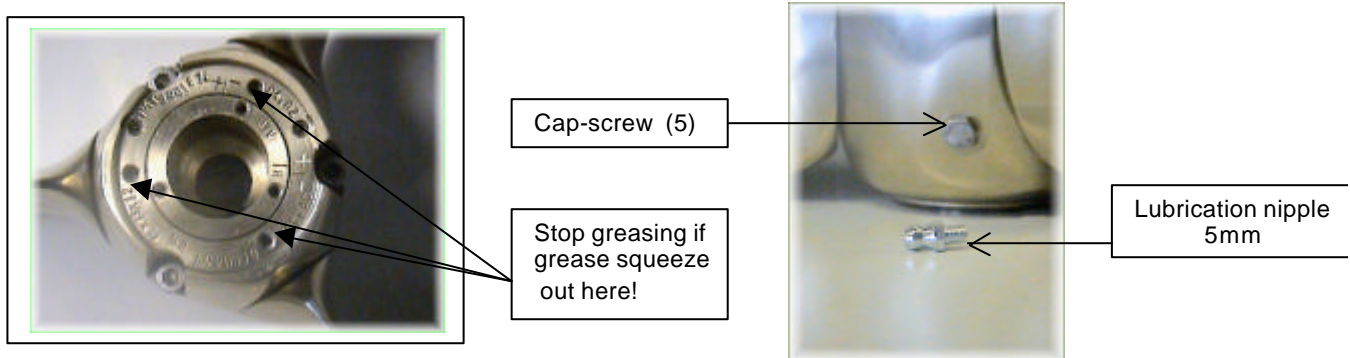 Cap-screw (5)
Stop greasing if
grease squeeze
out here!
Lubrication nipple
5mm